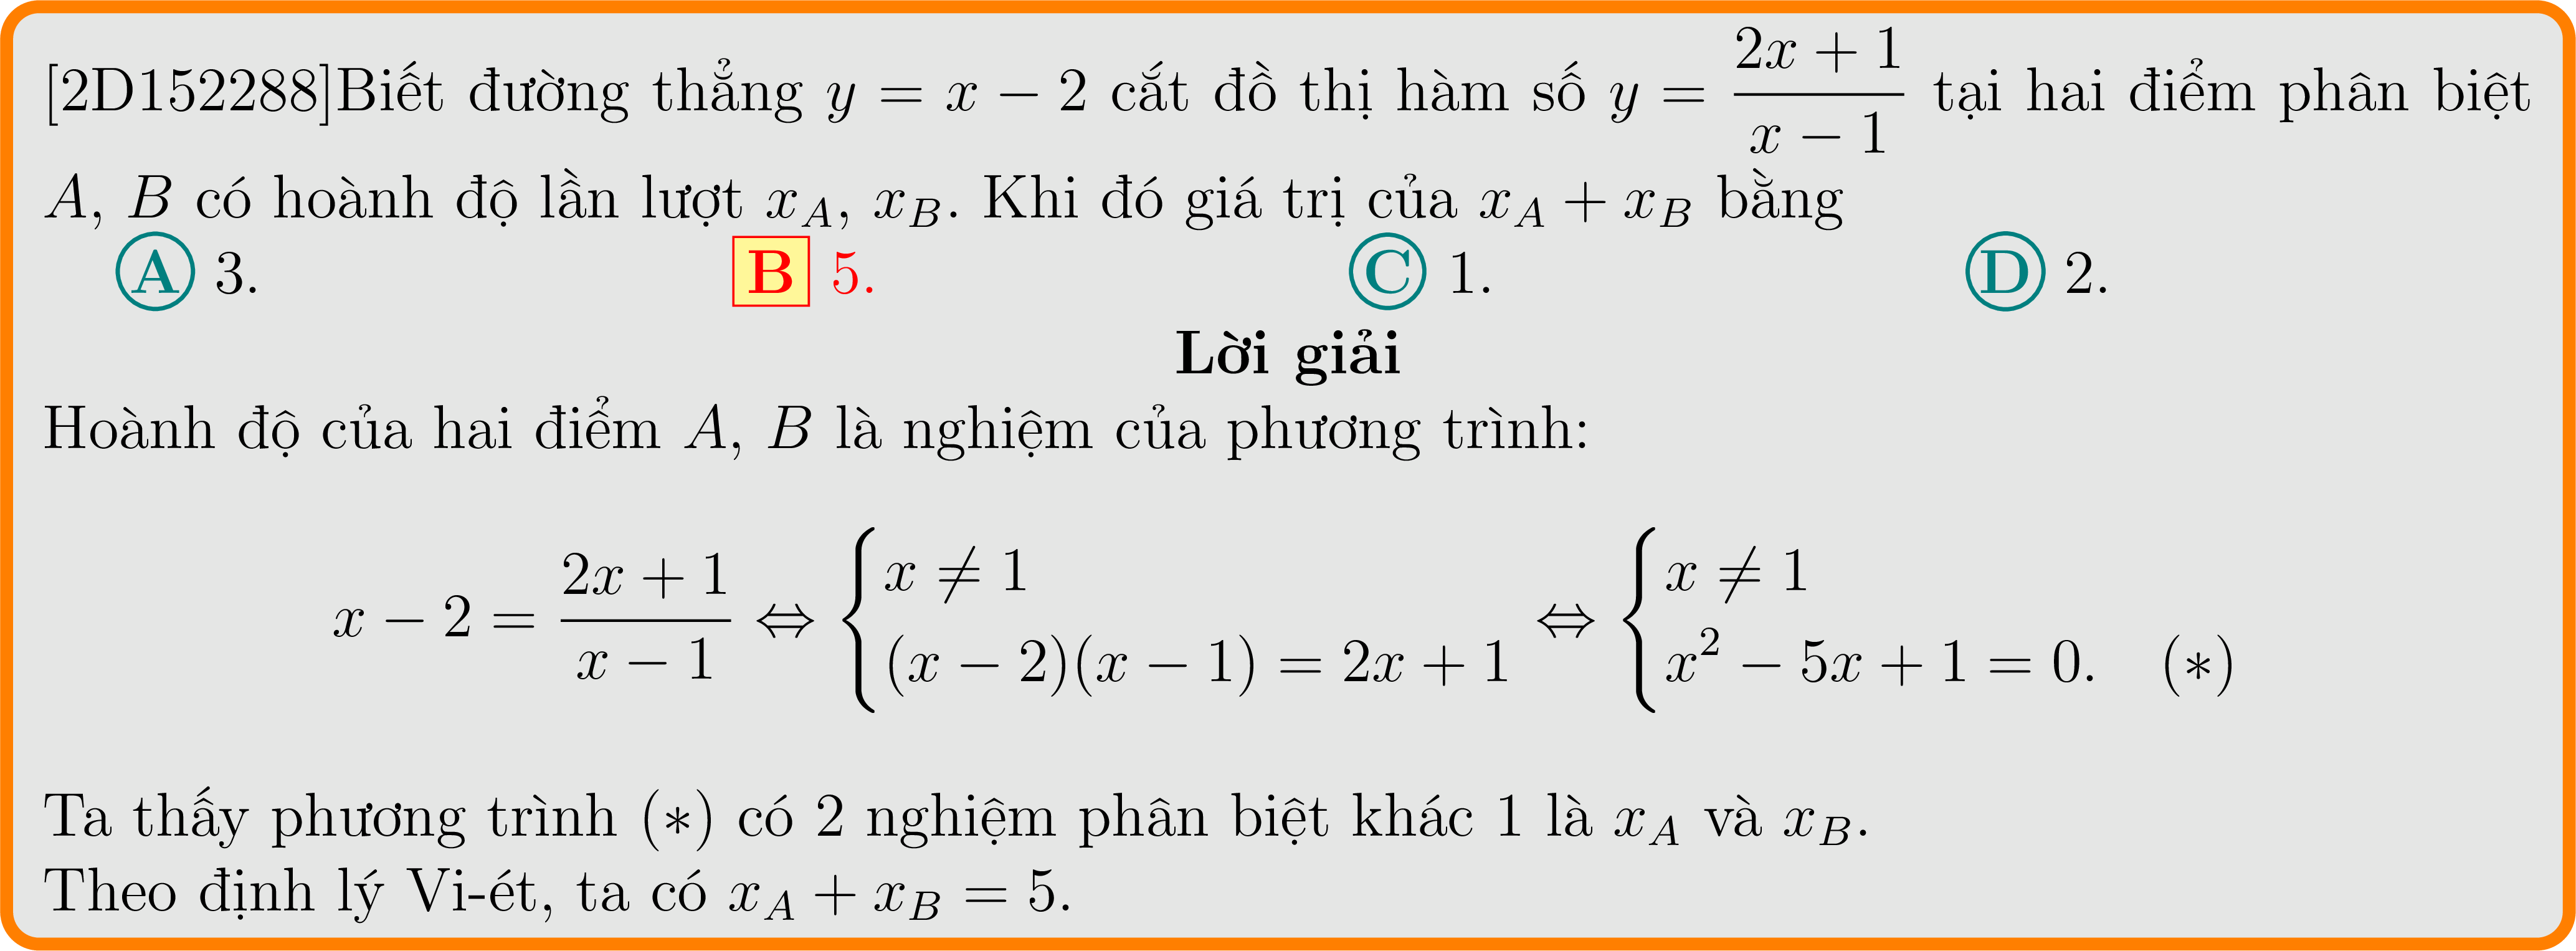 [2D152288]Biết đường thẳng y = x − 2 cắt đồ thị hàm số y = \frac{2x + 1}{x − 1} tại hai điểm phân biệt
A, B có hoành độ lần lượt x_A, x_B. Khi đó giá trị của x_A + x_B bằng
A 3. B 5. C 1. D 2.
Lời giải
Hoành độ của hai điểm A, B là nghiệm của phương trình:
x − 2 = \frac{2x + 1}{x − 1} ⇔ \begin{cases} x ≠ 1 \\ (x − 2)(x − 1) = 2x + 1 \end{cases} ⇔ \begin{cases} x ≠ 1 \\ x^2 − 5x + 1 = 0. \quad (∗) \end{cases}
Ta thấy phương trình (∗) có 2 nghiệm phân biệt khác 1 là x_A và x_B.
Theo định lý Vi-ét, ta có x_A + x_B = 5.